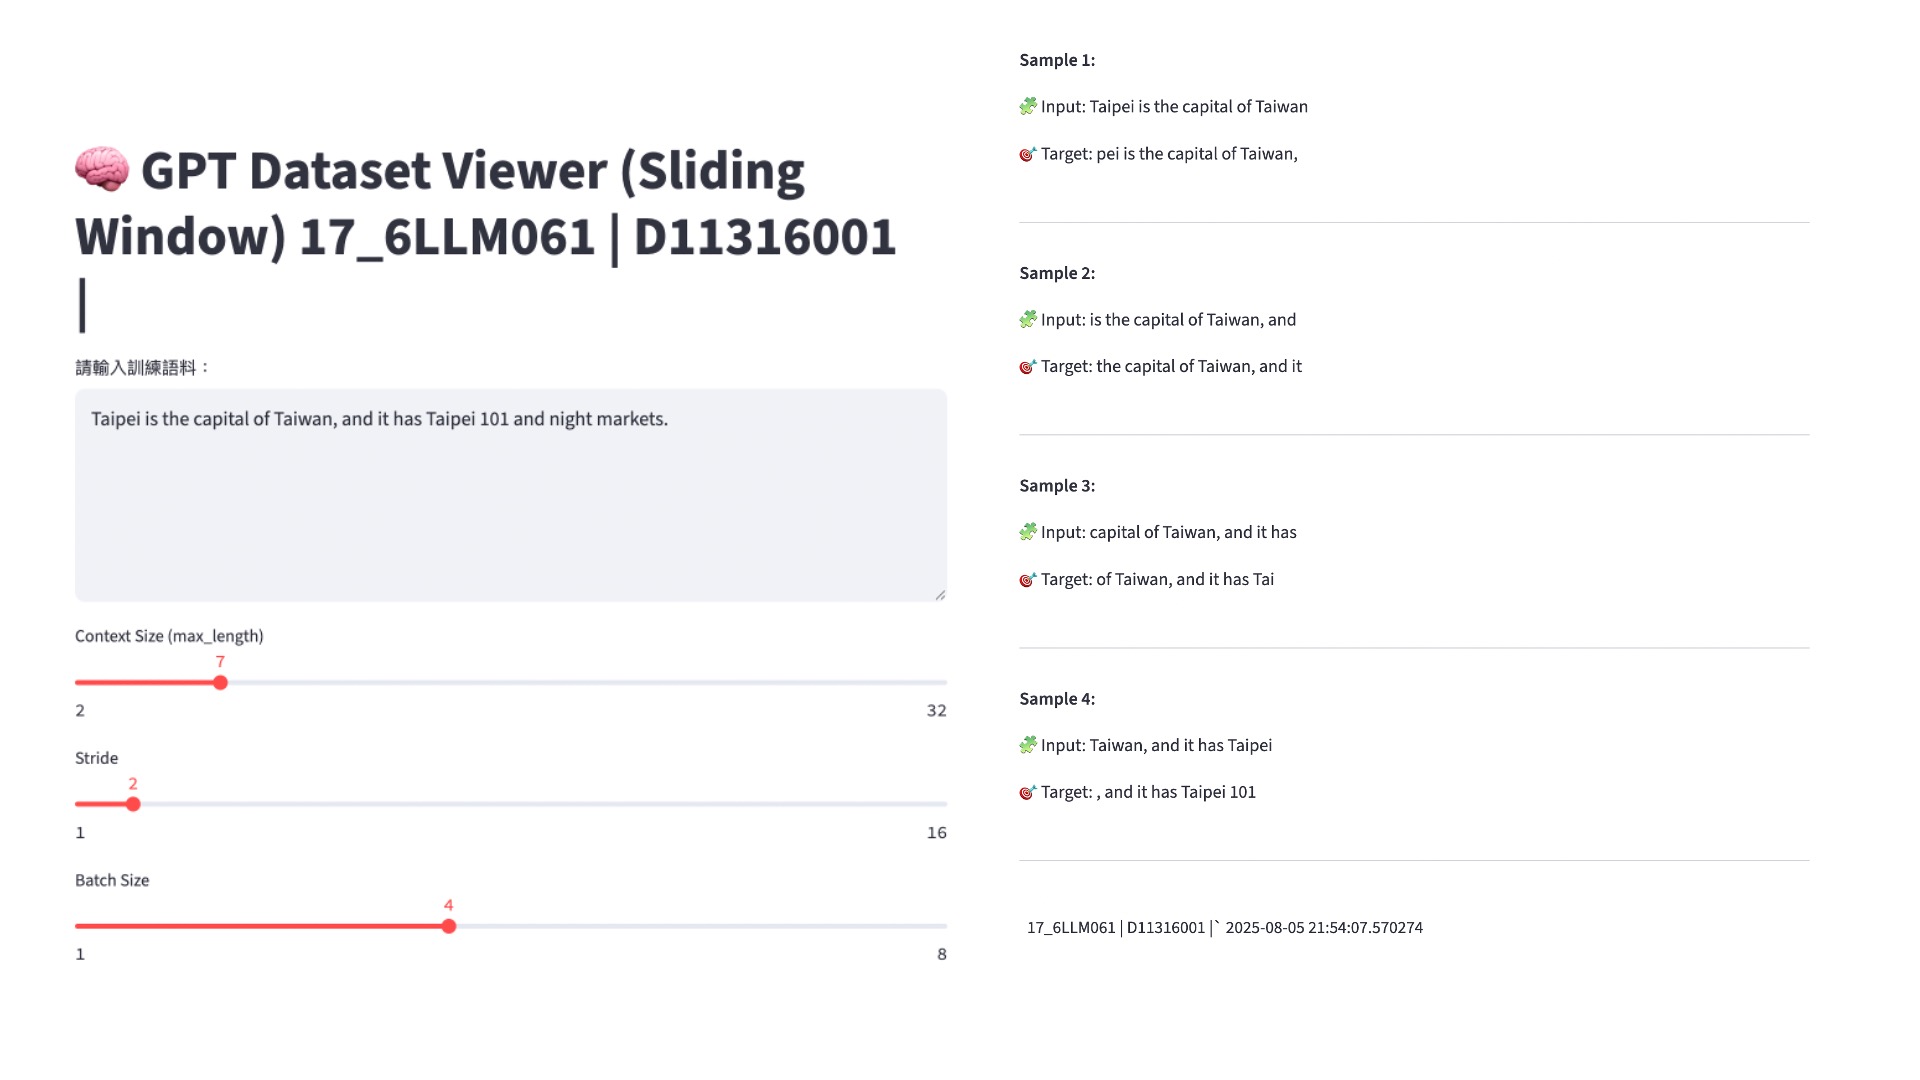 GPT Dataset Viewer (Sliding
Window) 17_6LLM061 | D11316001
|
請輸入訓練語料：
Taipei is the capital of Taiwan, and it has Taipei 101 and night markets.
Context Size (max_length)
7
2 32
Stride
2
1 16
Batch Size
4
1 8
Sample 1:
Input: Taipei is the capital of Taiwan
Target: pei is the capital of Taiwan,
Sample 2:
Input: is the capital of Taiwan, and
Target: the capital of Taiwan, and it
Sample 3:
Input: capital of Taiwan, and it has
Target: of Taiwan, and it has Tai
Sample 4:
Input: Taiwan, and it has Taipei
Target: , and it has Taipei 101
17_6LLM061 | D11316001 |` 2025-08-05 21:54:07.570274